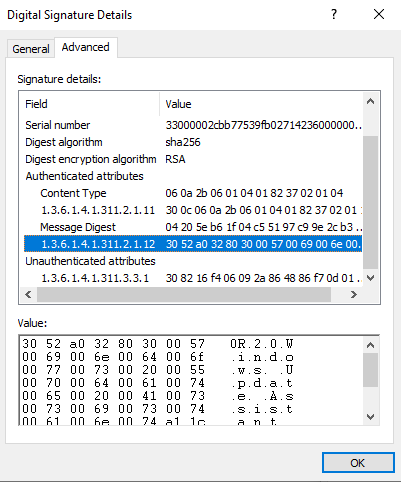 Digital Signature Details
?
General
Advanced
Signature details:
Field Value
Serial number 33000002cbb77539fb02714236000000...
Digest algorithm sha256
Digest encryption algorithm RSA
Authenticated attributes
Content Type 06 0a 2b 06 01 04 01 82 37 02 01 04
1.3.6.1.4.1.311.2.1.11 30 0c 06 0a 2b 06 01 04 01 82 37 02 01
Message Digest 04 20 5e b6 1f 04 c5 51 97 c9 9e 2c b3 ...
1.3.6.1.4.1.311.2.1.12 30 52 a0 32 80 30 00 57 00 69 00 6e 00...
Unauthenticated attributes
1.3.6.1.4.1.311.3.3.1 30 82 16 f4 06 09 2a 86 48 86 f7 0d 01 ...
Value:
30 52 a0 32 80 30 00 57 0R.2.0.W
00 69 00 6e 00 64 00 6f .i.n.d.o
00 77 00 73 00 20 00 55 .w.s. .U
00 70 00 64 00 61 00 74 .p.d.a.t
00 65 00 20 00 41 00 73 .e. .A.s
00 73 00 69 00 73 00 74 .s.i.s.t
00 61 00 6e 00 74 a1 1c .a.n.t..
OK